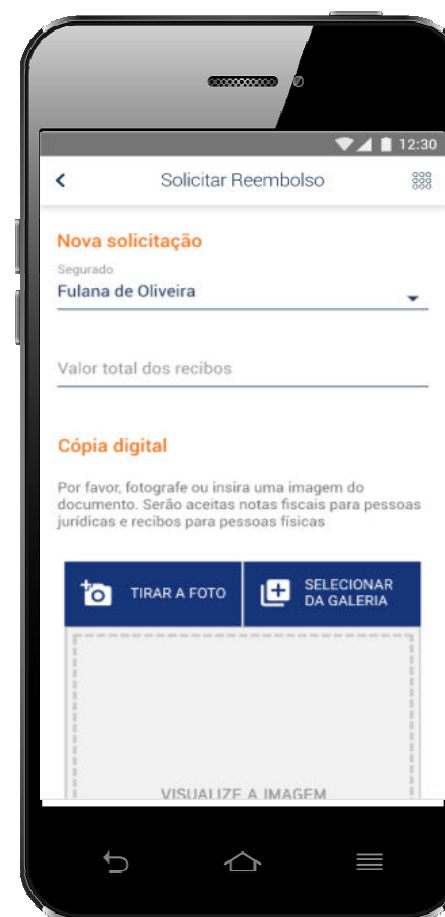 12:30
Solicitar Reembolso
Nova solicitação
Segurado
Fulana de Oliveira
Valor total dos recibos
Cópia digital
Por favor, fotografe ou insira uma imagem do
documento. Serão aceitas notas fiscais para pessoas
jurídicas e recibos para pessoas físicas
TIRAR A FOTO
SELECIONAR
DA GALERIA
VISUALIZE A IMAGEM